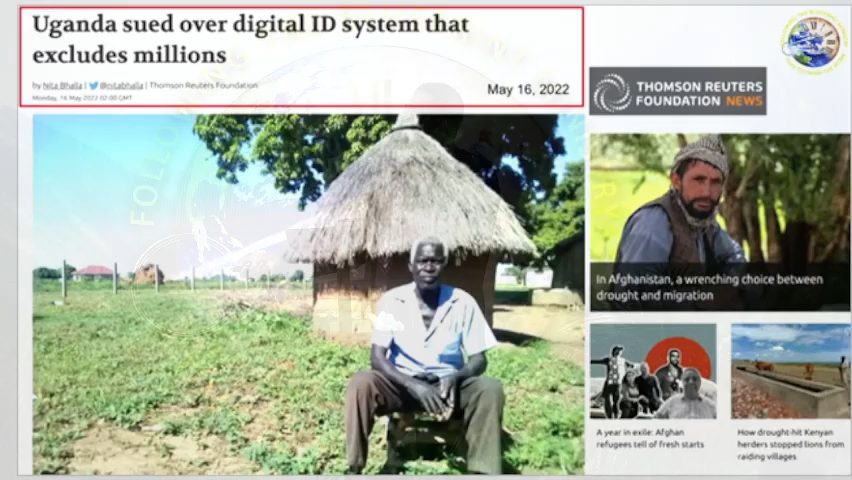 Uganda sued over digital ID system that
excludes millions
by Nita Bhalla | @nitabhalla | Thomson Reuters Foundation
Monday, 16 May 2022 02:00 GMT
May 16, 2022
THOMSON REUTERS
FOUNDATION NEWS
In Afghanistan, a wrenching choice between
drought and migration
A year in exile: Afghan
refugees tell of fresh starts
How drought-hit Kenyan
herders stopped lions from
raiding villages